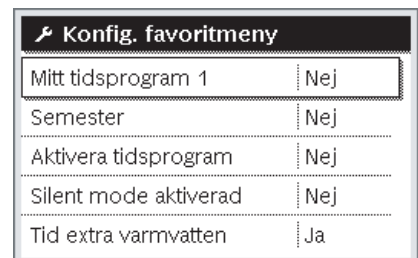 Konfig. favoritmeny
Mitt tidsprogram 1 Nej
Semester Nej
Aktivera tidsprogram Nej
Silent mode aktiverad Nej
Tid extra varmvatten Ja